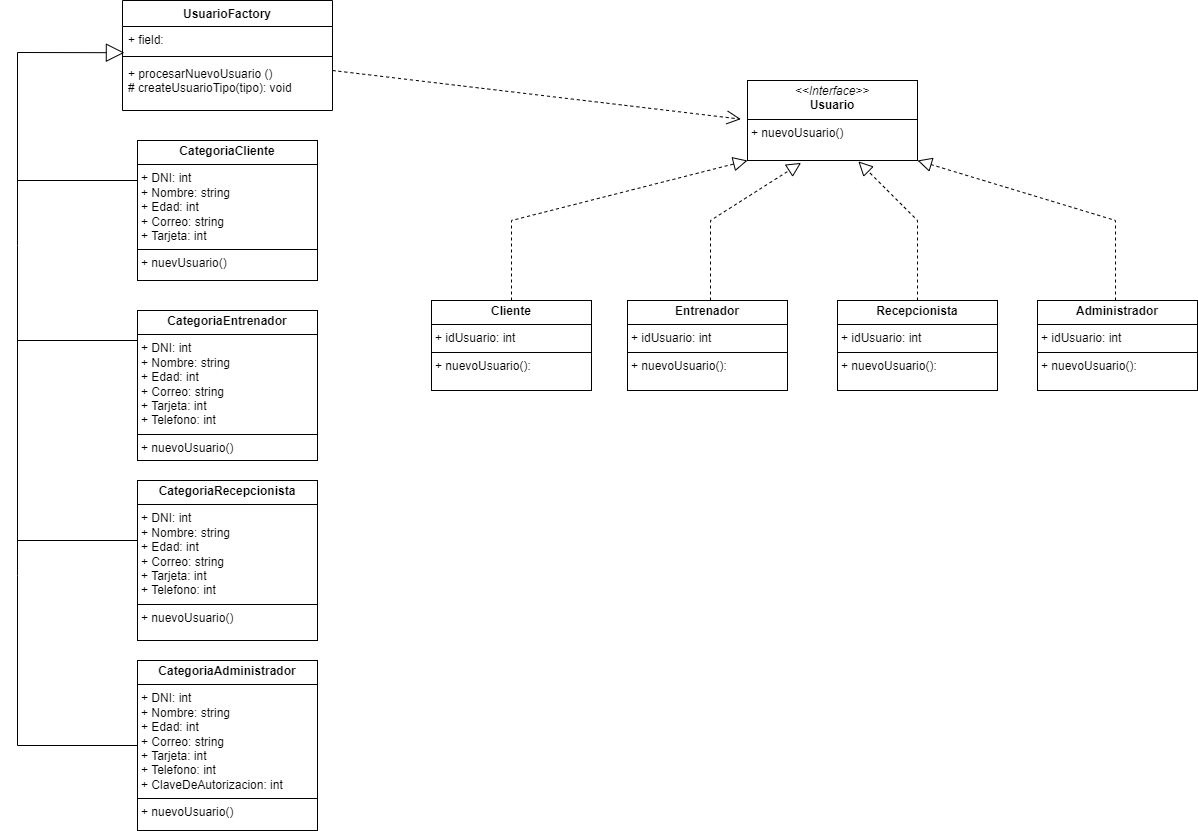 UsuarioFactory
+ field:
+ procesarNuevoUsuario ()
# createUsuarioTipo(tipo): void
<<Interface>>
Usuario
+ nuevoUsuario()
CategoriaCliente
+ DNI: int
+ Nombre: string
+ Edad: int
+ Correo: string
+ Tarjeta: int
+ nuevUsuario()
CategoriaEntrenador
+ DNI: int
+ Nombre: string
+ Edad: int
+ Correo: string
+ Tarjeta: int
+ Telefono: int
+ nuevoUsuario()
Cliente
+ idUsuario: int
+ nuevoUsuario():
Entrenador
+ idUsuario: int
+ nuevoUsuario():
Recepcionista
+ idUsuario: int
+ nuevoUsuario():
Administrador
+ idUsuario: int
+ nuevoUsuario():
CategoriaRecepcionista
+ DNI: int
+ Nombre: string
+ Edad: int
+ Correo: string
+ Tarjeta: int
+ Telefono: int
+ nuevoUsuario()
CategoriaAdministrador
+ DNI: int
+ Nombre: string
+ Edad: int
+ Correo: string
+ Tarjeta: int
+ Telefono: int
+ ClaveDeAutorizacion: int
+ nuevoUsuario()